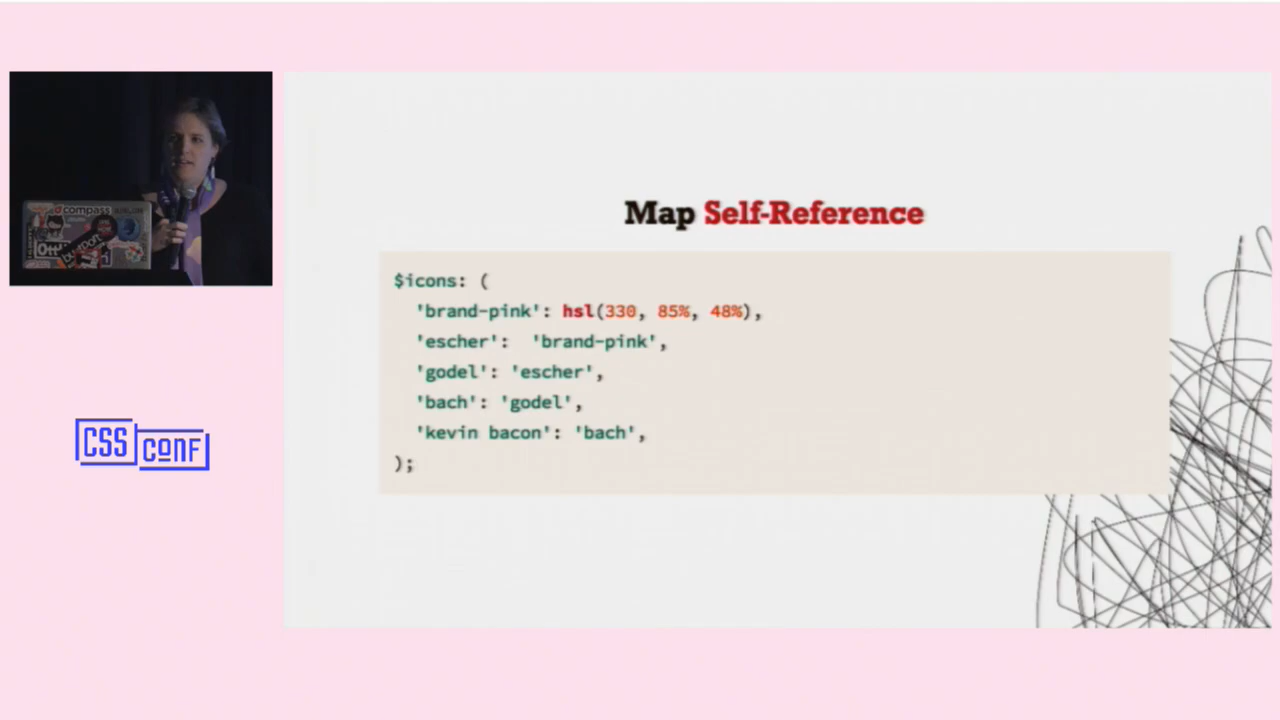 compass
Map Self-Reference
$icons: (
'brand-pink': hsl(330, 85%, 48%),
'escher':  'brand-pink',
'godel': 'escher',
'bach': 'godel',
'kevin bacon': 'bach',
);
CSS
CONF